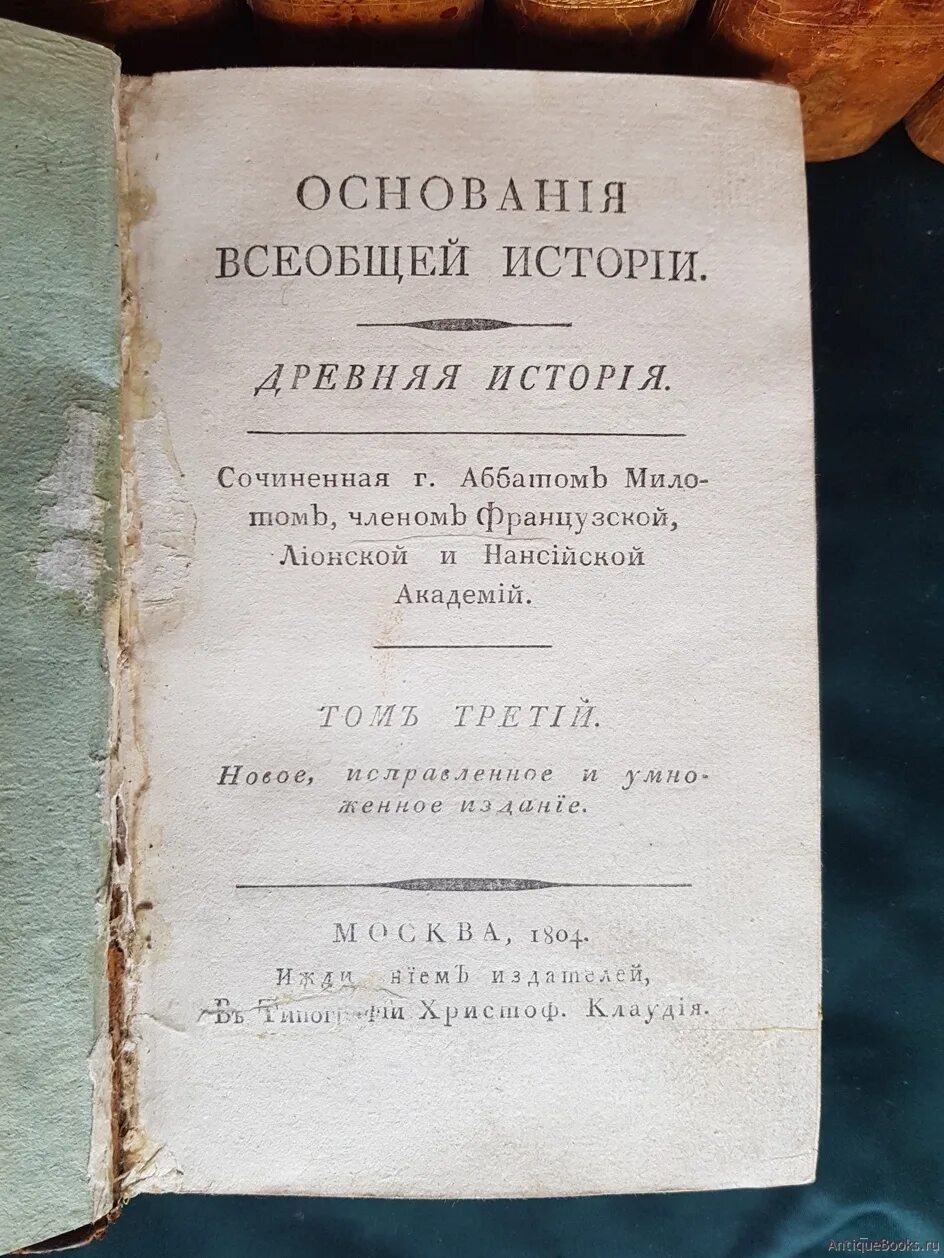 ОСНОВАНІЯ
ВСЕОБЩЕЙ ИСТОРІИ.
ДРЕВНЯЯ ИСТОРІЯ.
Сочиненная г. Аббатомъ Мило-
томъ, членомъ Французской,
Ліонской и Нансійской
Академій.
ТОМЪ ТРЕТІЙ.
Новое, исправленное и умно-
женное изданіе.
МОСКВА, 1804.
издателей,
Въ Типографіи Христоф. Клаудія.
AntiqueBooks.ru